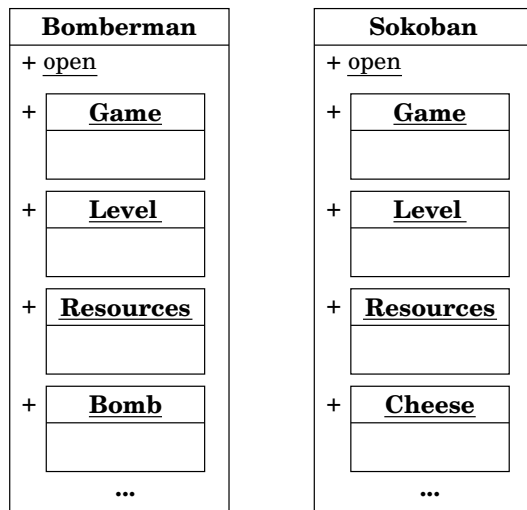 Bomberman
+ open
+ Game
+ Level
+ Resources
+ Bomb
...
Sokoban
+ open
+ Game
+ Level
+ Resources
+ Cheese
...